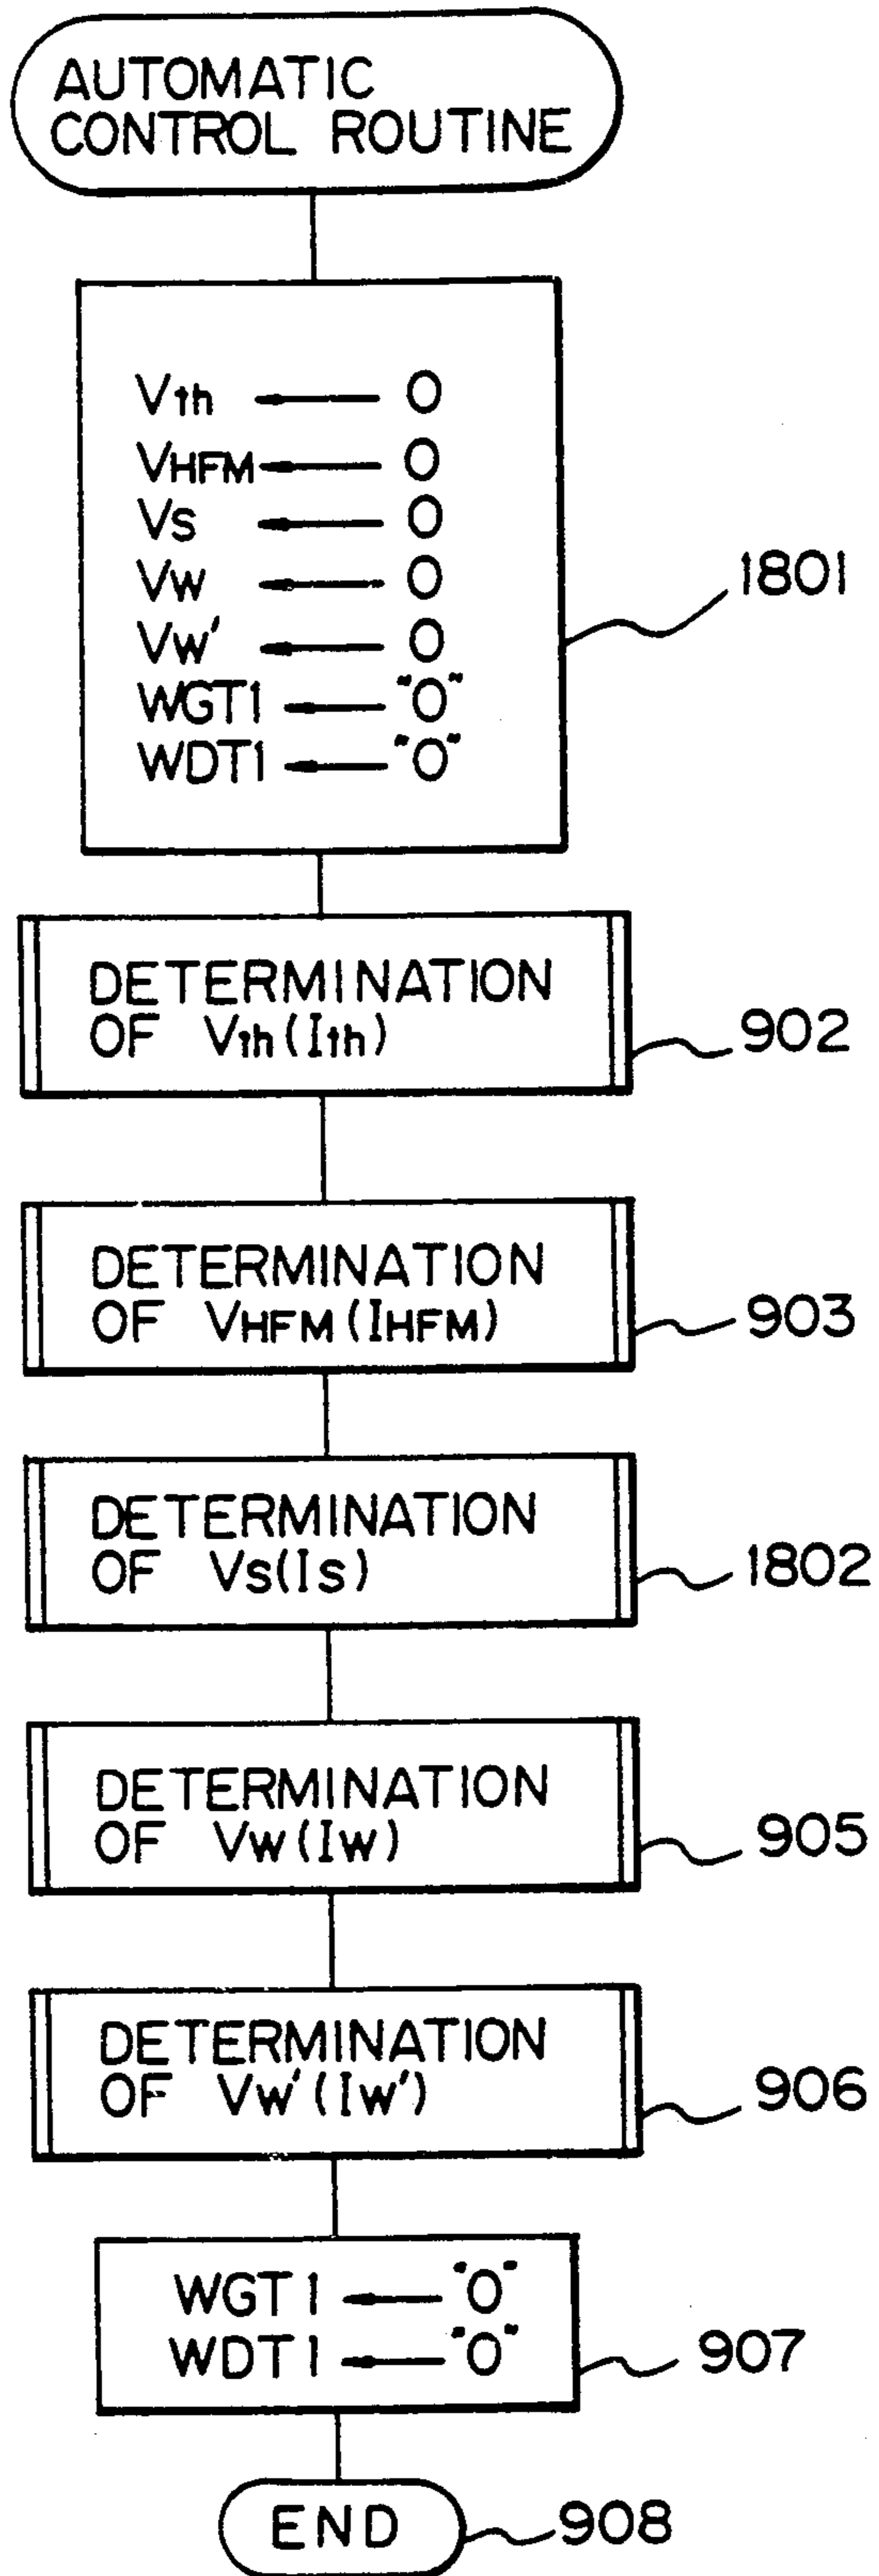 AUTOMATIC
CONTROL ROUTINE
Vth ← 0
VHFM ← 0
Vs ← 0
Vw ← 0
Vw' ← 0
WGT1 ← "0"
WDT1 ← "0"
1801
DETERMINATION
OF Vth (Ith)
902
DETERMINATION
OF VHFM (IHFM)
903
DETERMINATION
OF Vs(Is)
1802
DETERMINATION
OF Vw (Iw)
905
DETERMINATION
OF Vw' (Iw')
906
WGT1 ← "0"
WDT1 ← "0"
907
END
908